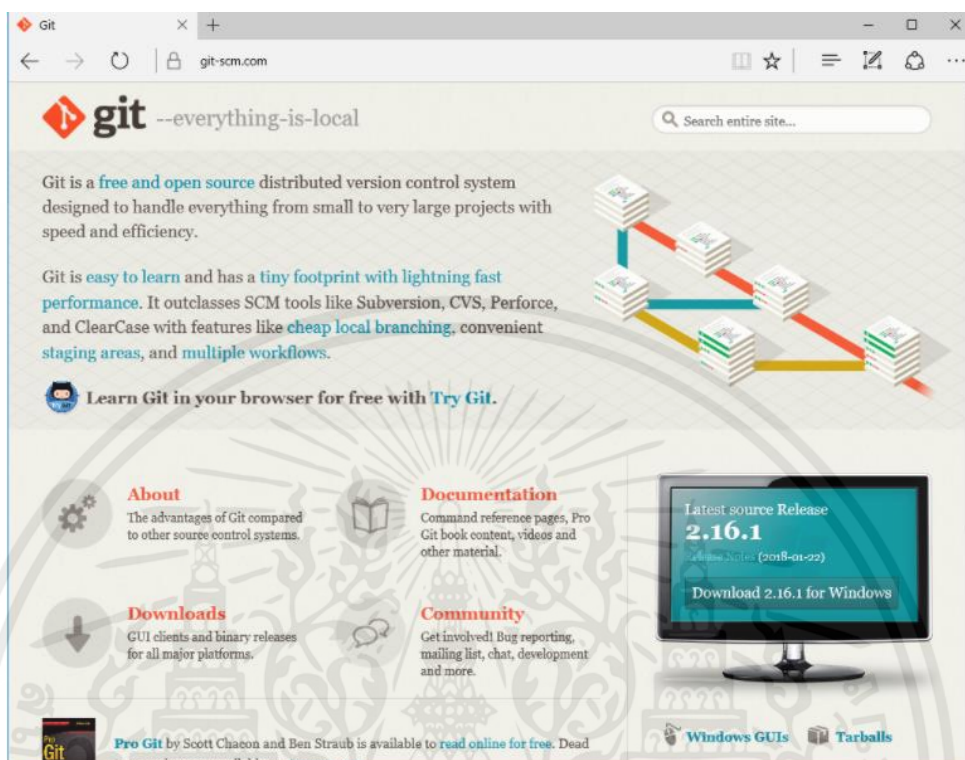 Git
git-scm.com
git --everything-is-local
Search entire site...
Git is a free and open source distributed version control system
designed to handle everything from small to very large projects with
speed and efficiency.
Git is easy to learn and has a tiny footprint with lightning fast
performance. It outclasses SCM tools like Subversion, CVS, Perforce,
and ClearCase with features like cheap local branching, convenient
staging areas, and multiple workflows.
Learn Git in your browser for free with Try Git.
About
The advantages of Git compared
to other source control systems.
Documentation
Command reference pages, Pro
Git book content, videos and
other material.
Downloads
GUI clients and binary releases
for all major platforms.
Community
Get involved! Bug reporting,
mailing list, chat, development
and more.
Latest source Release
2.16.1
Release Notes (2018-01-22)
Download 2.16.1 for Windows
Windows GUIs
Tarballs
Pro
Git
Pro Git by Scott Chacon and Ben Straub is available to read online for free. Dead